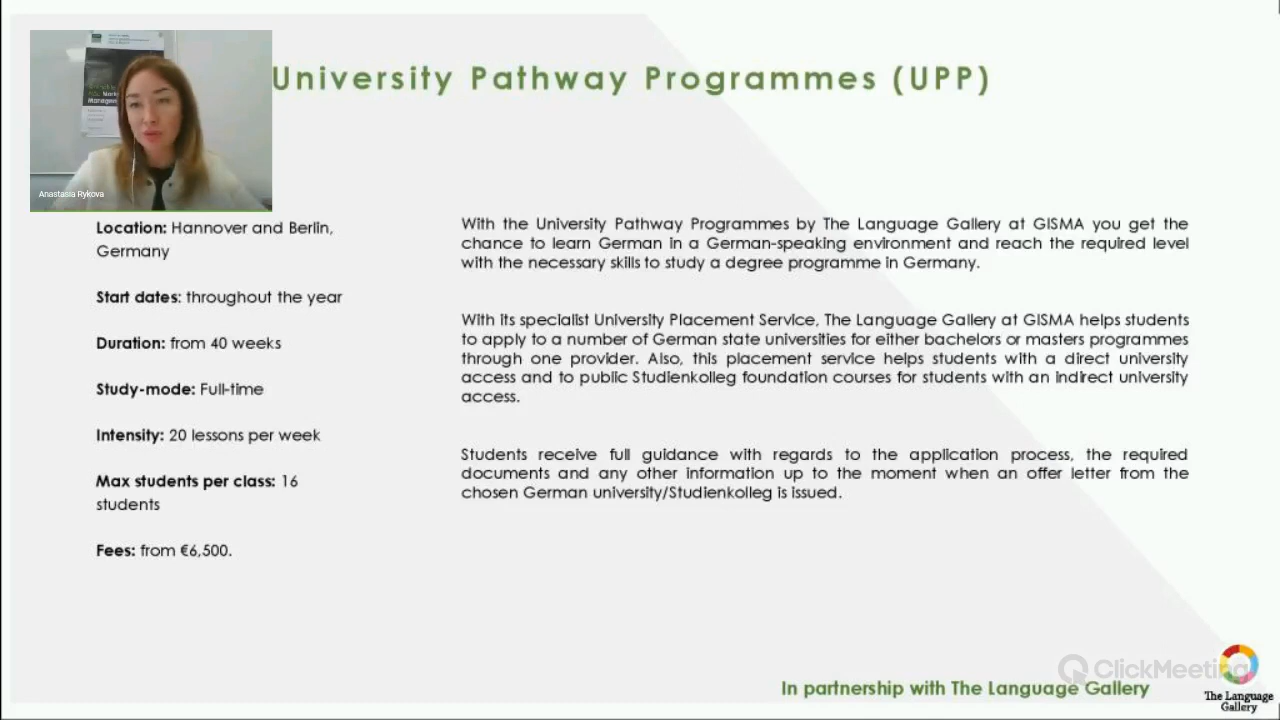 University Pathway Programmes (UPP)
Anastasia Rykova
Location: Hannover and Berlin,
Germany
Start dates: throughout the year
Duration: from 40 weeks
Study-mode: Full-time
Intensity: 20 lessons per week
Max students per class: 16
students
Fees: from €6,500.
With the University Pathway Programmes by The Language Gallery at GISMA you get the
chance to learn German in a German-speaking environment and reach the required level
with the necessary skills to study a degree programme in Germany.
With its specialist University Placement Service, The Language Gallery at GISMA helps students
to apply to a number of German state universities for either bachelors or masters programmes
through one provider. Also, this placement service helps students with a direct university
access and to public Studienkolleg foundation courses for students with an indirect university
access.
Students receive full guidance with regards to the application process, the required
documents and any other information up to the moment when an offer letter from the
chosen German university/Studienkolleg is issued.
ClickMeeting
In partnership with The Language Gallery
The Language
Gallery